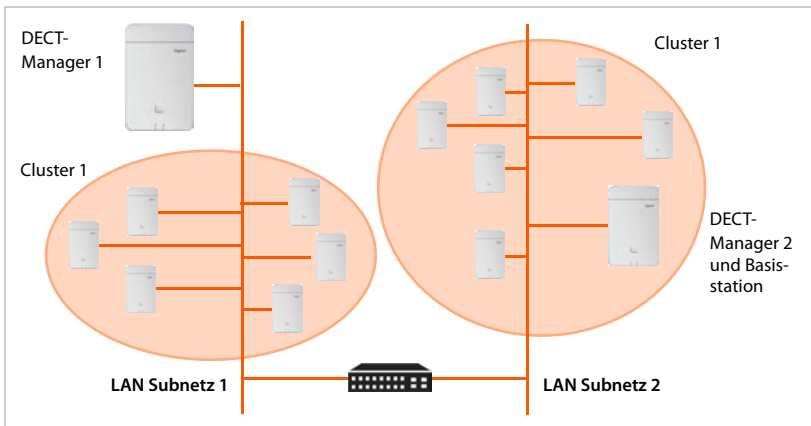 DECT-
Manager 1
Cluster 1
Cluster 1
DECT-
Manager 2
und Basis-
station
LAN Subnetz 1
LAN Subnetz 2